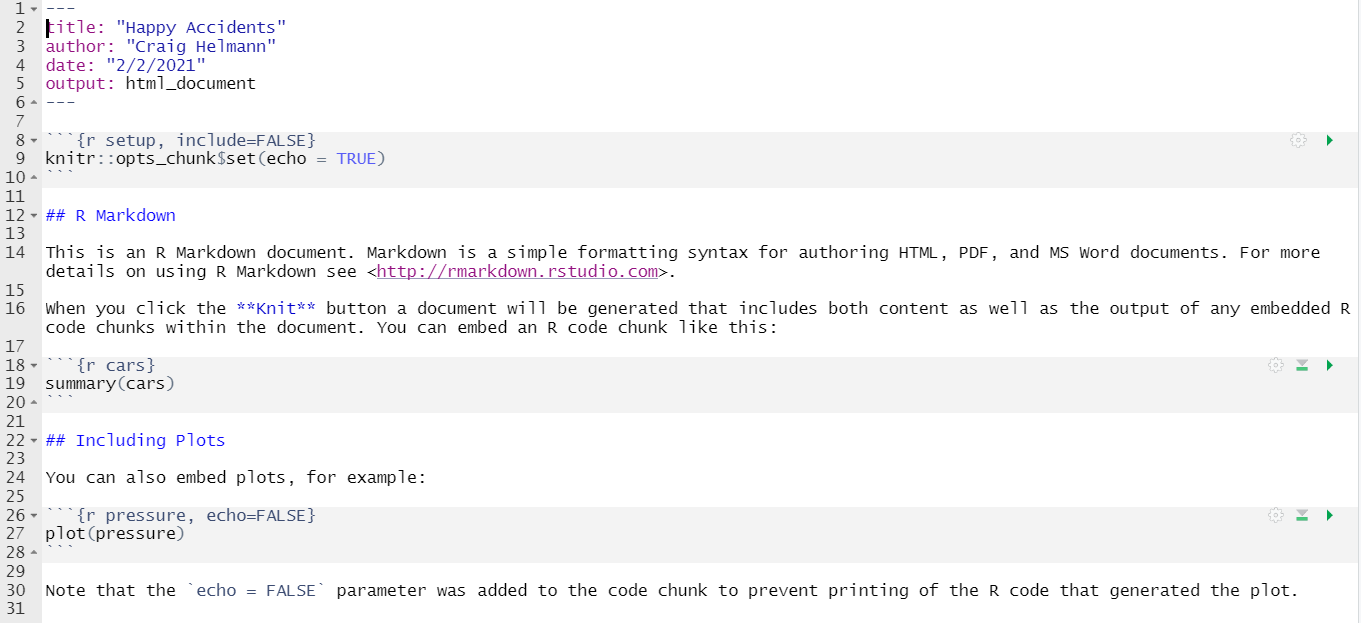 1 ---
2 title: "Happy Accidents"
3 author: "Craig Helmann"
4 date: "2/2/2021"
5 output: html_document
6 ---
7
8 ```{r setup, include=FALSE}
9 knitr::opts_chunk$set(echo = TRUE)
10 ```
11
12 ## R Markdown
13
14 This is an R Markdown document. Markdown is a simple formatting syntax for authoring HTML, PDF, and MS Word documents. For more
details on using R Markdown see <http://rmarkdown.rstudio.com>.
15
16 When you click the **Knit** button a document will be generated that includes both content as well as the output of any embedded R
code chunks within the document. You can embed an R code chunk like this:
17
18 ```{r cars}
19 summary(cars)
20 ```
21
22 ## Including Plots
23
24 You can also embed plots, for example:
25
26 ```{r pressure, echo=FALSE}
27 plot(pressure)
28 ```
29
30 Note that the `echo = FALSE` parameter was added to the code chunk to prevent printing of the R code that generated the plot.
31